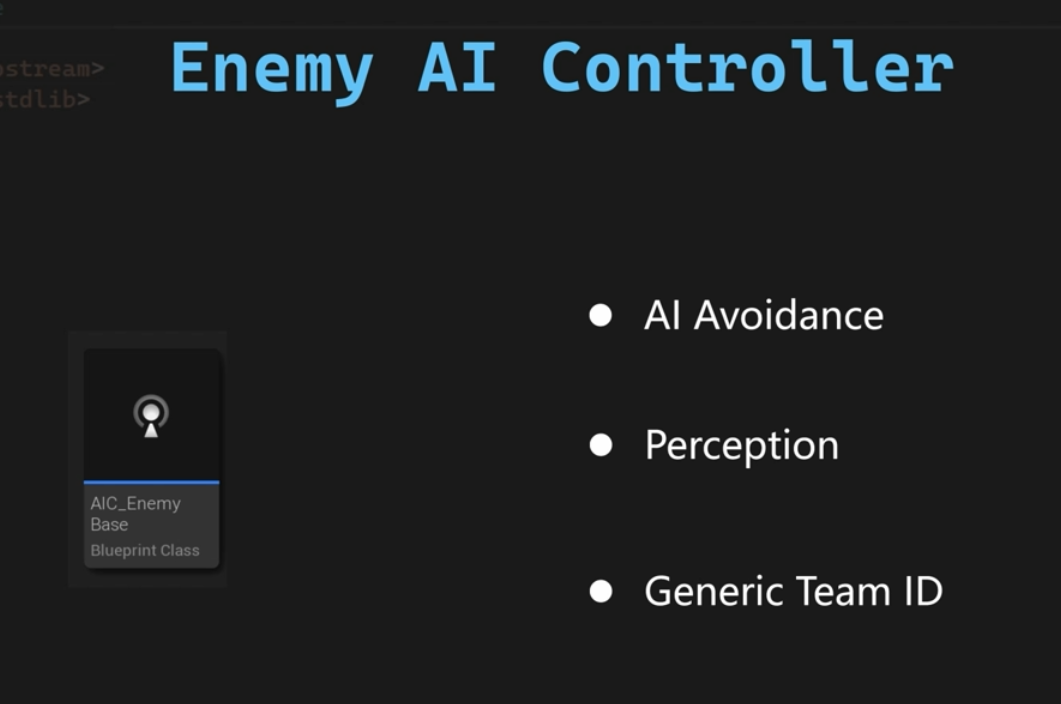 Enemy AI Controller
ostream>
stdlib>
● AI Avoidance
● Perception
AIC_Enemy
Base
Blueprint Class
● Generic Team ID